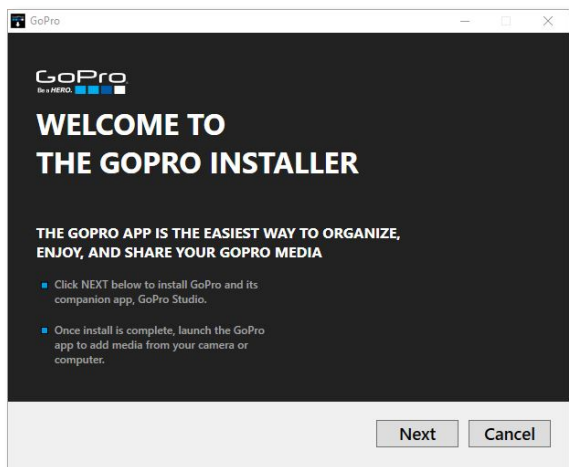 GoPro
GoPro
Be a HERO.
WELCOME TO
THE GOPRO INSTALLER
THE GOPRO APP IS THE EASIEST WAY TO ORGANIZE,
ENJOY, AND SHARE YOUR GOPRO MEDIA
Click NEXT below to install GoPro and its
companion app, GoPro Studio.
Once install is complete, launch the GoPro
app to add media from your camera or
computer.
Next
Cancel